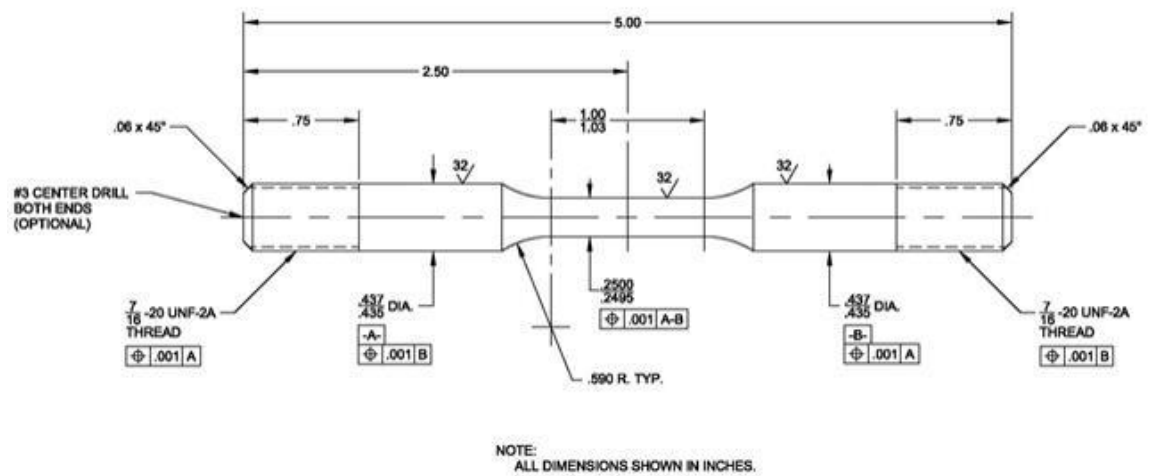 5.00
2.50
.75
1.00
1.03
.75
.06 x 45°
.06 x 45°
32
32
32
#3 CENTER DRILL
BOTH ENDS
(OPTIONAL)
7/16 -20 UNF-2A
THREAD
⌖ .001 A
.437
.435 DIA.
-A-
⌖ .001 B
.2500
.2495
⌖ .001 A-B
.590 R. TYP.
.437
.435 DIA.
-B-
⌖ .001 A
7/16 -20 UNF-2A
THREAD
⌖ .001 B
NOTE:
ALL DIMENSIONS SHOWN IN INCHES.